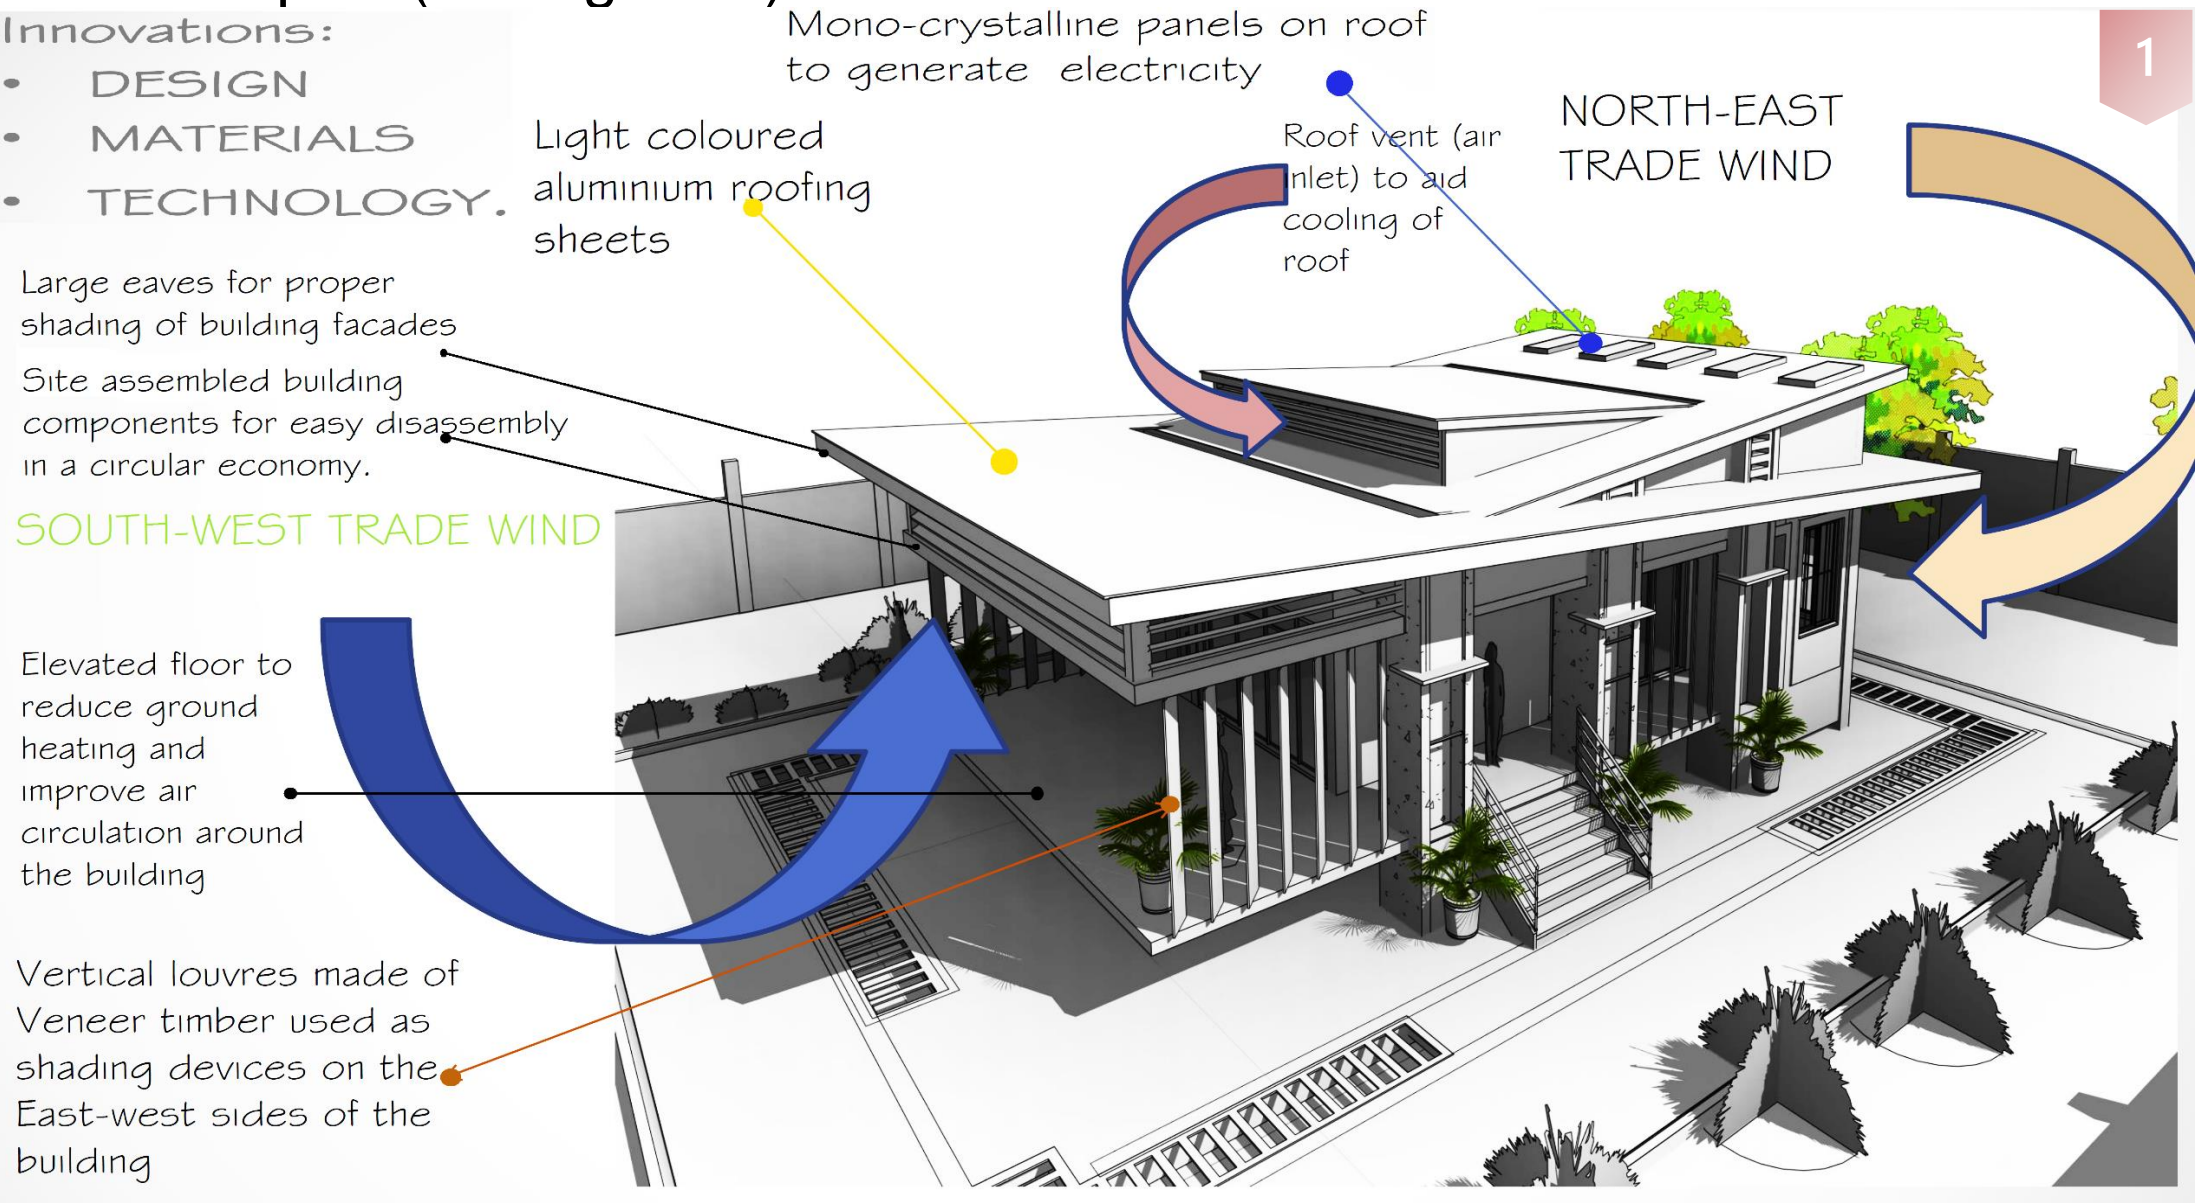 Innovations:
• DESIGN
• MATERIALS
• TECHNOLOGY.
Mono-crystalline panels on roof
to generate electricity
1
Light coloured
aluminium roofing
sheets
Roof vent (air
inlet) to aid
cooling of
roof
NORTH-EAST
TRADE WIND
Large eaves for proper
shading of building facades
Site assembled building
components for easy disassembly
in a circular economy.
SOUTH-WEST TRADE WIND
Elevated floor to
reduce ground
heating and
improve air
circulation around
the building
Vertical louvres made of
Veneer timber used as
shading devices on the
East-west sides of the
building